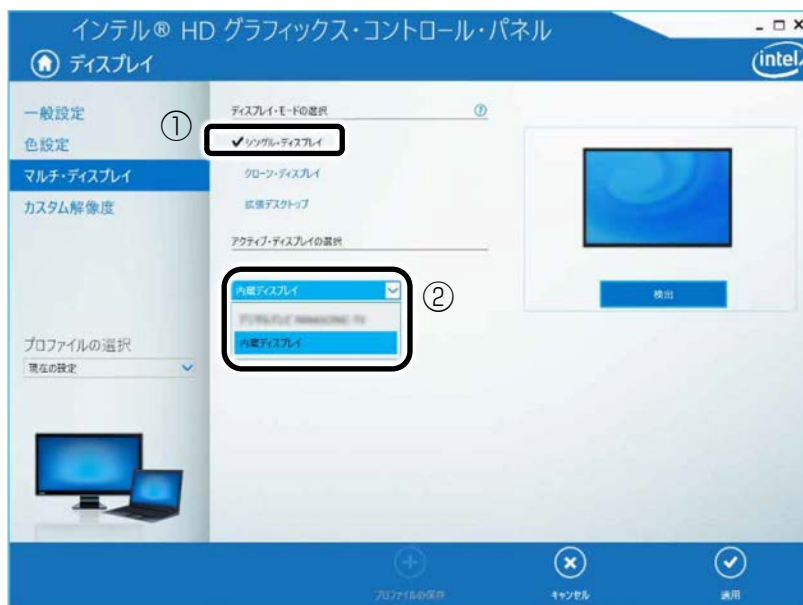 インテル® HD グラフィックス・コントロール・パネル
ディスプレイ
intel
一般設定
色設定
マルチ・ディスプレイ
カスタム解像度
プロファイルの選択
現在の設定
①
ディスプレイ・モードの選択
?
シングル・ディスプレイ
クローン・ディスプレイ
拡張デスクトップ
アクティブ・ディスプレイの選択
内蔵ディスプレイ
②
内蔵ディスプレイ
検出
プロファイルの保存
キャンセル
適用